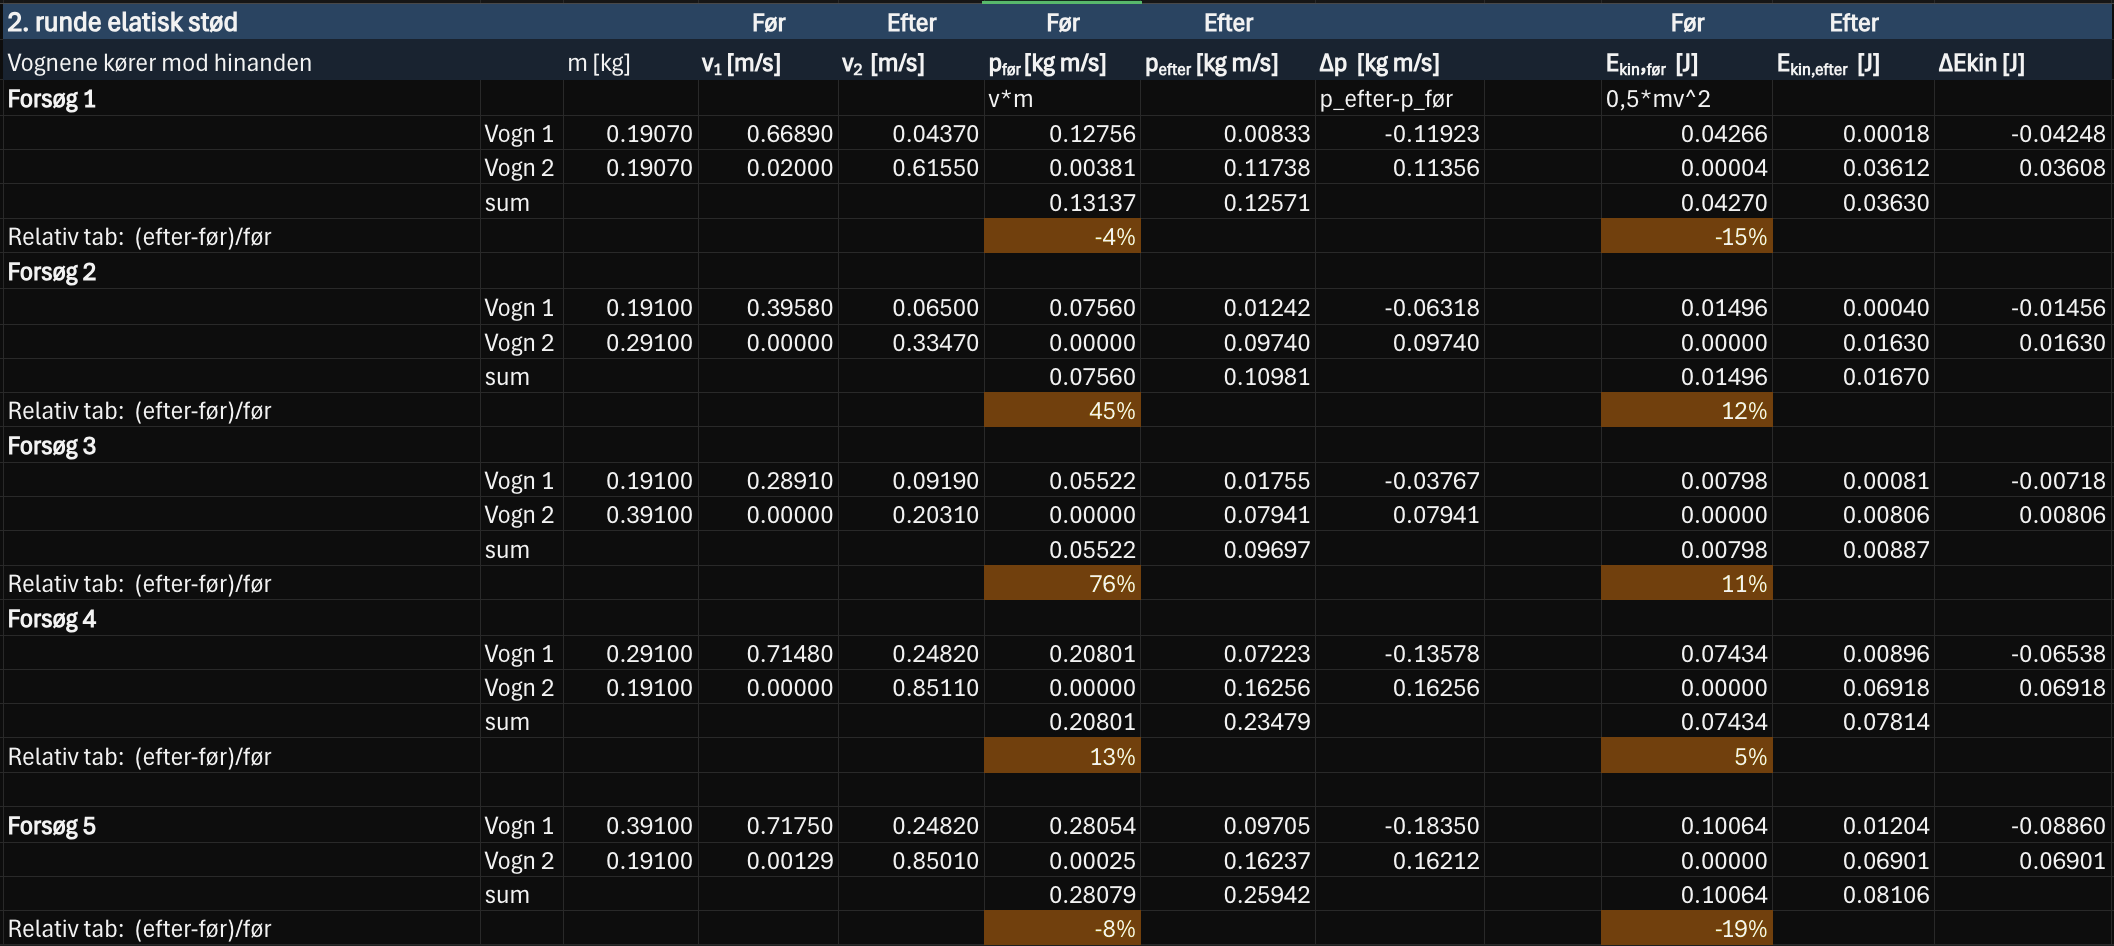 2. runde elatisk stød Før Efter Før Efter Før Efter
Vognene kører mod hinanden m [kg] v₁ [m/s] v₂ [m/s] pfør [kg m/s] pefter [kg m/s] Δp [kg m/s] Ekin,før [J] Ekin,efter [J] ΔEkin [J]
Forsøg 1 v*m p_efter-p_før 0,5*mv^2
Vogn 1 0.19070 0.66890 0.04370 0.12756 0.00833 -0.11923 0.04266 0.00018 -0.04248
Vogn 2 0.19070 0.02000 0.61550 0.00381 0.11738 0.11356 0.00004 0.03612 0.03608
sum 0.13137 0.12571 0.04270 0.03630
Relativ tab: (efter-før)/før -4% -15%
Forsøg 2
Vogn 1 0.19100 0.39580 0.06500 0.07560 0.01242 -0.06318 0.01496 0.00040 -0.01456
Vogn 2 0.29100 0.00000 0.33470 0.00000 0.09740 0.09740 0.00000 0.01630 0.01630
sum 0.07560 0.10981 0.01496 0.01670
Relativ tab: (efter-før)/før 45% 12%
Forsøg 3
Vogn 1 0.19100 0.28910 0.09190 0.05522 0.01755 -0.03767 0.00798 0.00081 -0.00718
Vogn 2 0.39100 0.00000 0.20310 0.00000 0.07941 0.07941 0.00000 0.00806 0.00806
sum 0.05522 0.09697 0.00798 0.00887
Relativ tab: (efter-før)/før 76% 11%
Forsøg 4
Vogn 1 0.29100 0.71480 0.24820 0.20801 0.07223 -0.13578 0.07434 0.00896 -0.06538
Vogn 2 0.19100 0.00000 0.85110 0.00000 0.16256 0.16256 0.00000 0.06918 0.06918
sum 0.20801 0.23479 0.07434 0.07814
Relativ tab: (efter-før)/før 13% 5%
Forsøg 5 Vogn 1 0.39100 0.71750 0.24820 0.28054 0.09705 -0.18350 0.10064 0.01204 -0.08860
Vogn 2 0.19100 0.00129 0.85010 0.00025 0.16237 0.16212 0.00000 0.06901 0.06901
sum 0.28079 0.25942 0.10064 0.08106
Relativ tab: (efter-før)/før -8% -19%